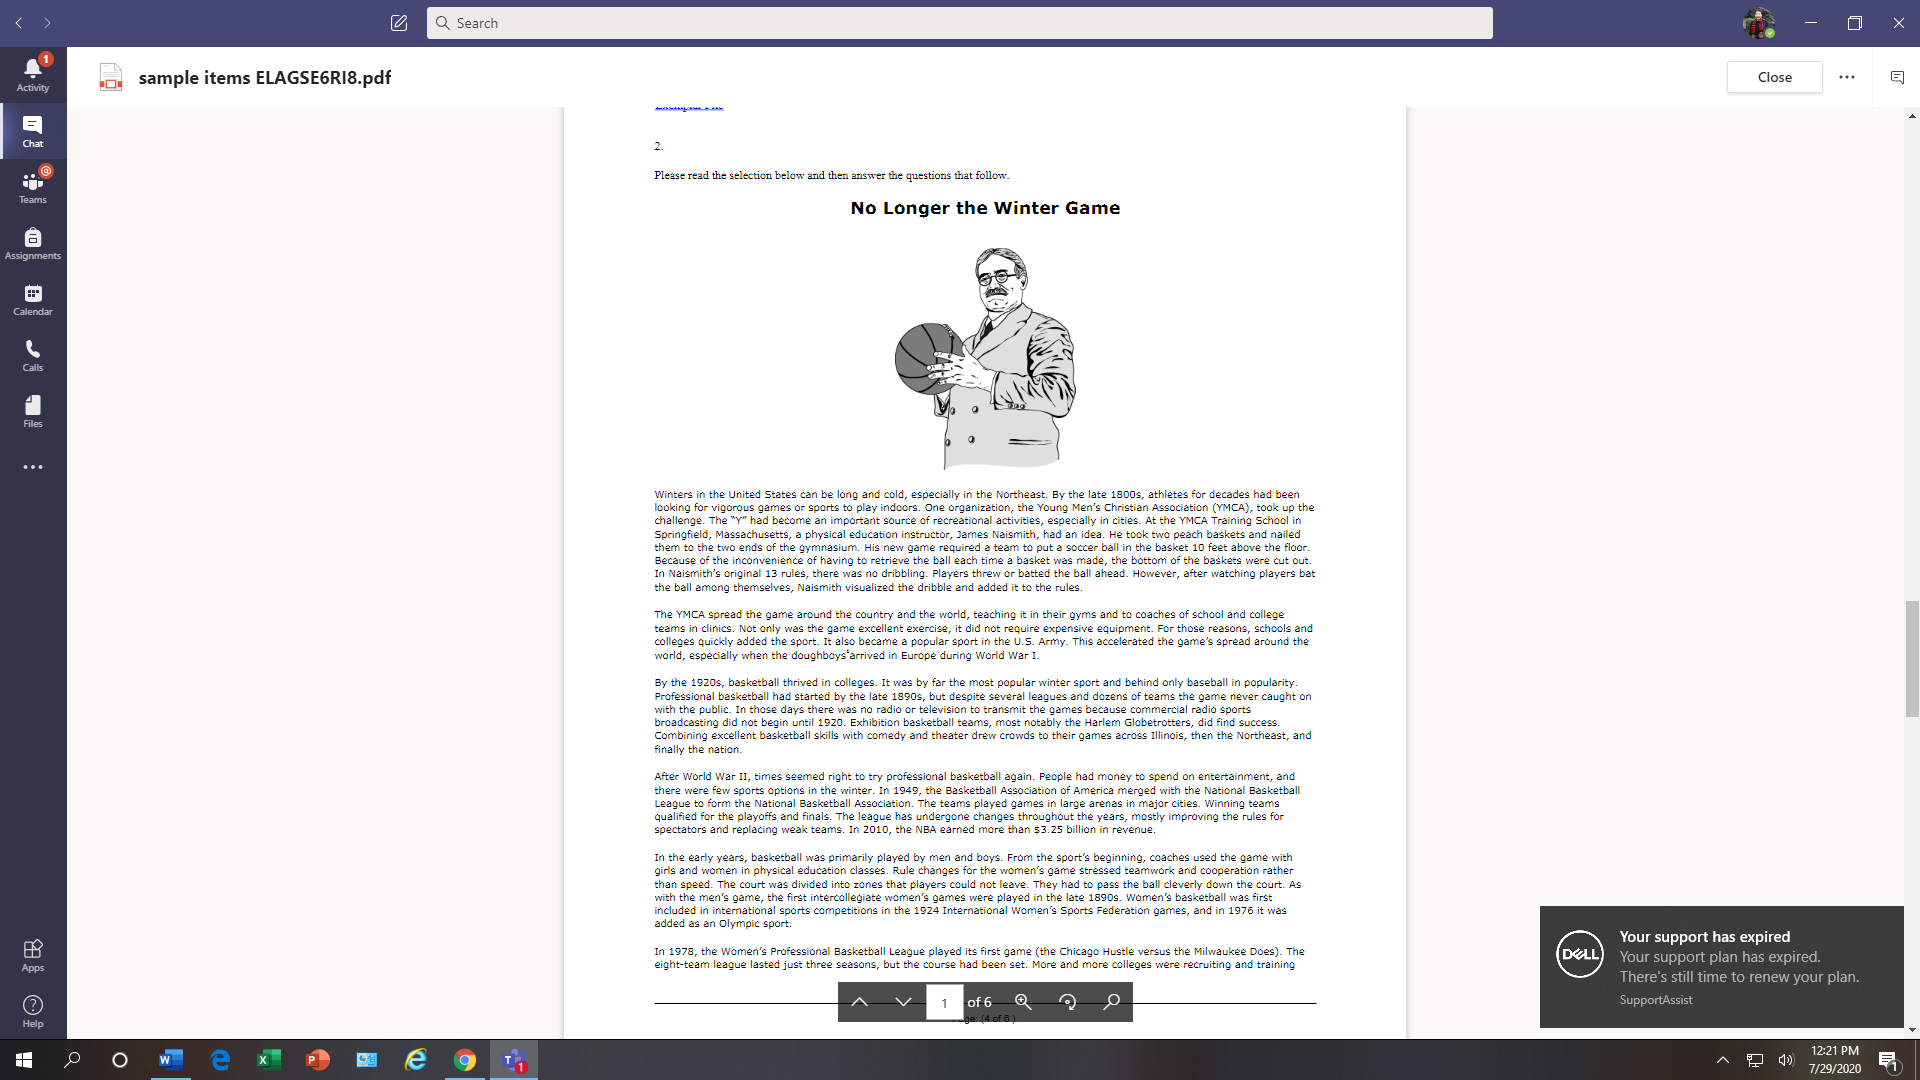 Search
Activity
1
sample items ELAGSE6RI8.pdf
Close
Chat
Teams
Assignments
Calendar
Calls
Files
Apps
Help
2.
Please read the selection below and then answer the questions that follow.
No Longer the Winter Game
Winters in the United States can be long and cold, especially in the Northeast. By the late 1800s, athletes for decades had been
looking for vigorous games or sports to play indoors. One organization, the Young Men's Christian Association (YMCA), took up the
challenge. The "Y" had become an important source of recreational activities, especially in cities. At the YMCA Training School in
Springfield, Massachusetts, a physical education instructor, James Naismith, had an idea. He took two peach baskets and nailed
them to the two ends of the gymnasium. His new game required a team to put a soccer ball in the basket 10 feet above the floor.
Because of the inconvenience of having to retrieve the ball each time a basket was made, the bottom of the baskets were cut out.
In Naismith's original 13 rules, there was no dribbling. Players threw or batted the ball ahead. However, after watching players bat
the ball among themselves, Naismith visualized the dribble and added it to the rules.
The YMCA spread the game around the country and the world, teaching it in their gyms and to coaches of school and college
teams in clinics. Not only was the game excellent exercise, it did not require expensive equipment. For those reasons, schools and
colleges quickly added the sport. It also became a popular sport in the U.S. Army. This accelerated the game's spread around the
world, especially when the doughboys arrived in Europe during World War I.
By the 1920s, basketball thrived in colleges. It was by far the most popular winter sport and behind only baseball in popularity.
Professional basketball had started by the late 1890s, but despite several leagues and dozens of teams the game never caught on
with the public. In those days there was no radio or television to transmit the games because commercial radio sports
broadcasting did not begin until 1920. Exhibition basketball teams, most notably the Harlem Globetrotters, did find success.
Combining excellent basketball skills with comedy and theater drew crowds to their games across Illinois, then the Northeast, and
finally the nation.
After World War II, times seemed right to try professional basketball again. People had money to spend on entertainment, and
there were few sports options in the winter. In 1949, the Basketball Association of America merged with the National Basketball
League to form the National Basketball Association. The teams played games in large arenas in major cities. Winning teams
qualified for the playoffs and finals. The league has undergone changes throughout the years, mostly improving the rules for
spectators and replacing weak teams. In 2010, the NBA earned more than $3.25 billion in revenue.
In the early years, basketball was primarily played by men and boys. From the sport's beginning, coaches used the game with
girls and women in physical education classes. Rule changes for the women's game stressed teamwork and cooperation rather
than speed. The court was divided into zones that players could not leave. They had to pass the ball cleverly down the court. As
with the men's game, the first intercollegiate women's games were played in the late 1890s. Women's basketball was first
included in international sports competitions in the 1924 International Women's Sports Federation games, and in 1976 it was
added as an Olympic sport.
In 1978, the Women's Professional Basketball League played its first game (the Chicago Hustle versus the Milwaukee Does). The
eight-team league lasted just three seasons, but the course had been set. More and more colleges were recruiting and training
1 of 6
(4 of 6 )
DELL
Your support has expired
Your support plan has expired.
There's still time to renew your plan.
SupportAssist
12:21 PM
7/29/2020